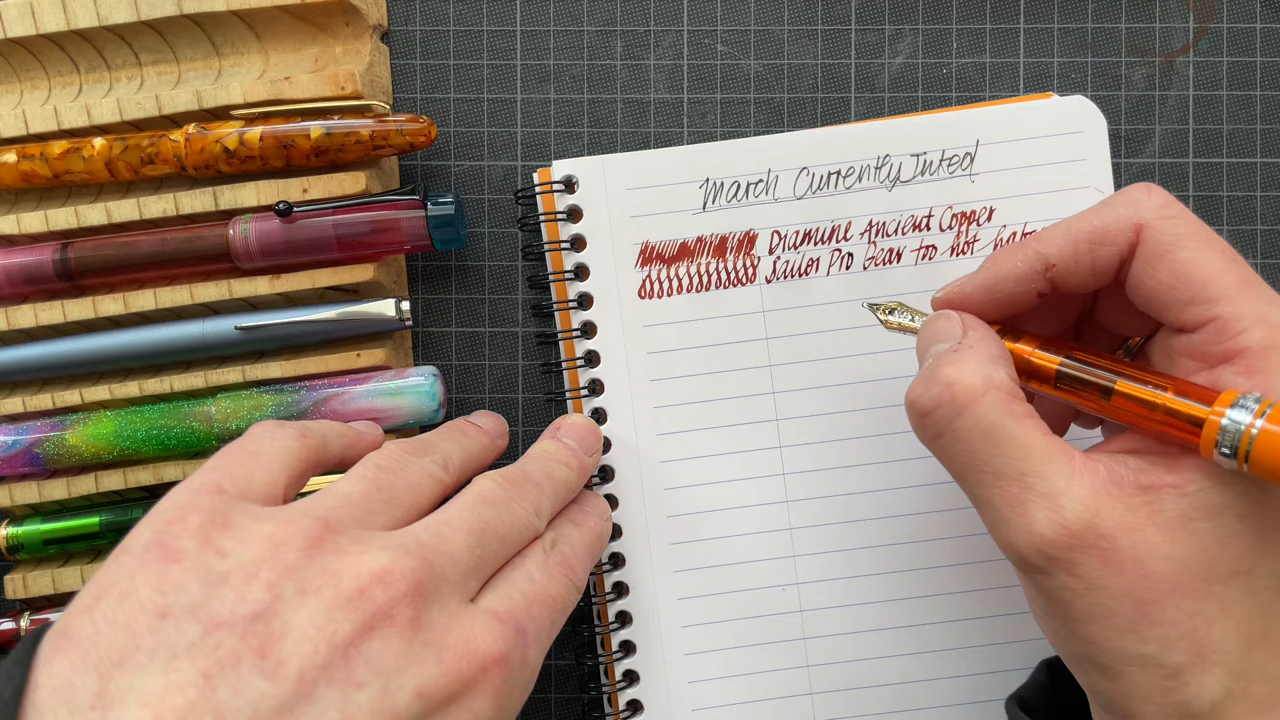 March Currently Inked
Diamine Ancient Copper
Sailor Pro Gear too hot